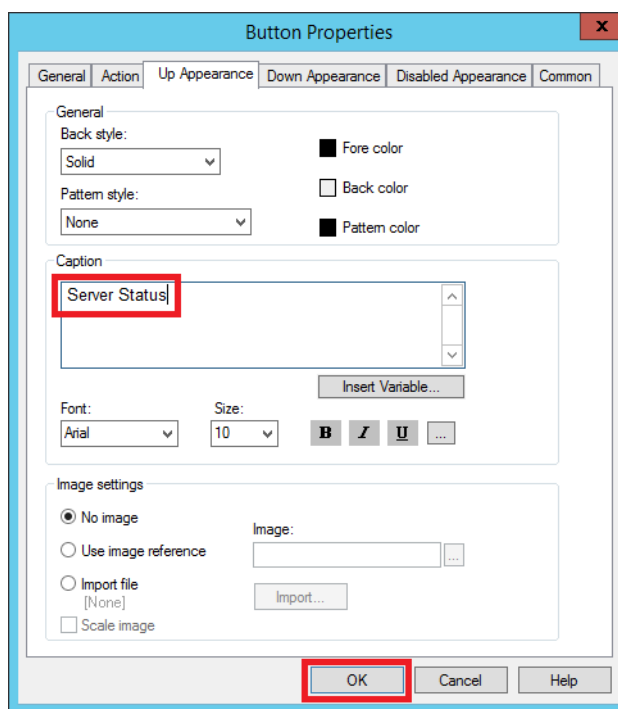 Button Properties
x
General Action Up Appearance Down Appearance Disabled Appearance Common
General
Back style:
Solid
Fore color
Back color
Pattern style:
None
Pattern color
Caption
Server Status
Insert Variable...
Font: Size:
Arial 10 B I U ...
Image settings
No image
Image:
Use image reference ...
Import file
[None]
Import...
Scale image
OK Cancel Help